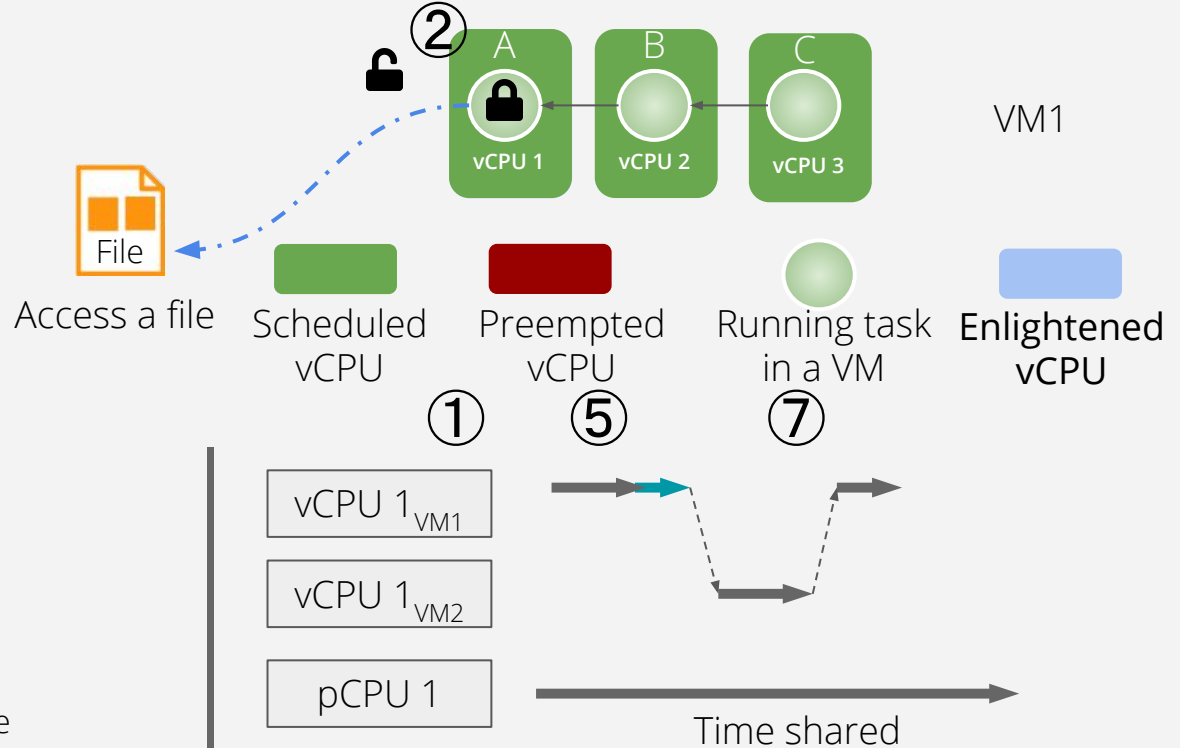 ②
A
B
C
vCPU 1
vCPU 2
vCPU 3
VM1
File
Access a file
Scheduled
vCPU
Preempted
vCPU
Running task
in a VM
Enlightened
vCPU
①
⑤
⑦
vCPU 1VM1
vCPU 1VM2
pCPU 1
Time shared